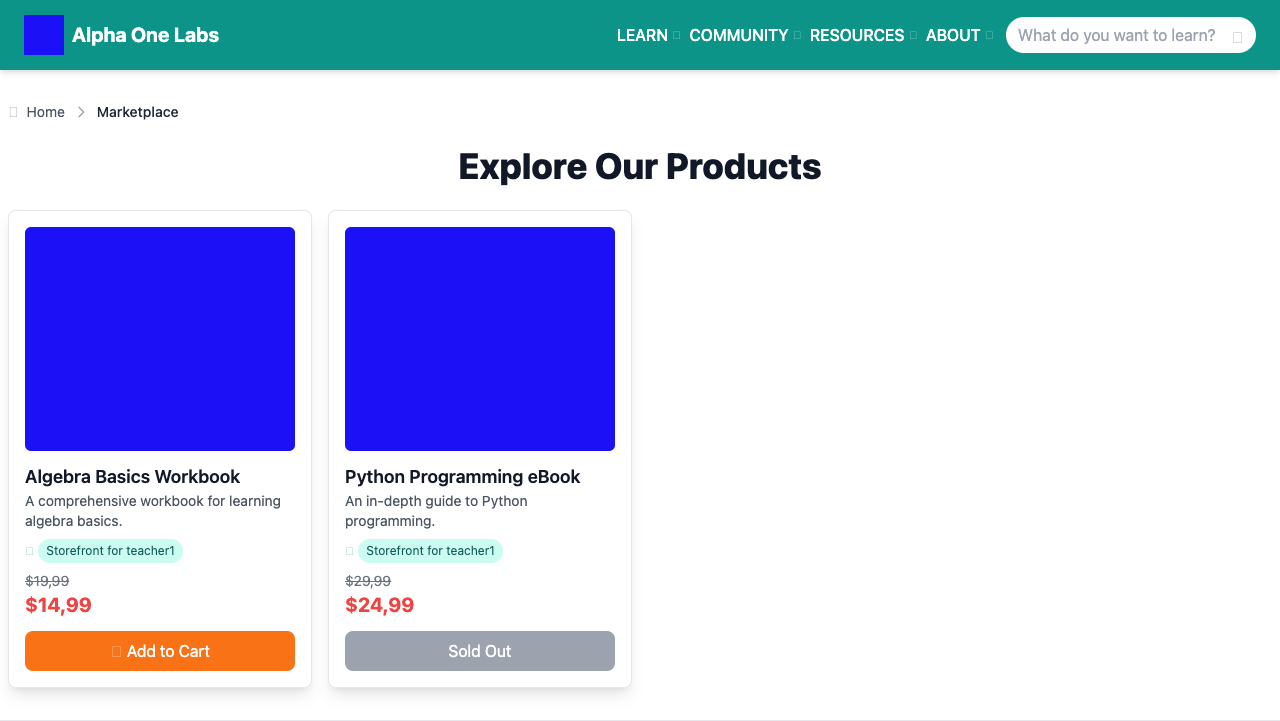 Alpha One Labs
LEARN COMMUNITY RESOURCES ABOUT What do you want to learn?
Home Marketplace
Explore Our Products
Algebra Basics Workbook
A comprehensive workbook for learning
algebra basics.
Storefront for teacher1
$19,99
$14,99
Add to Cart
Python Programming eBook
An in-depth guide to Python
programming.
Storefront for teacher1
$29,99
$24,99
Sold Out